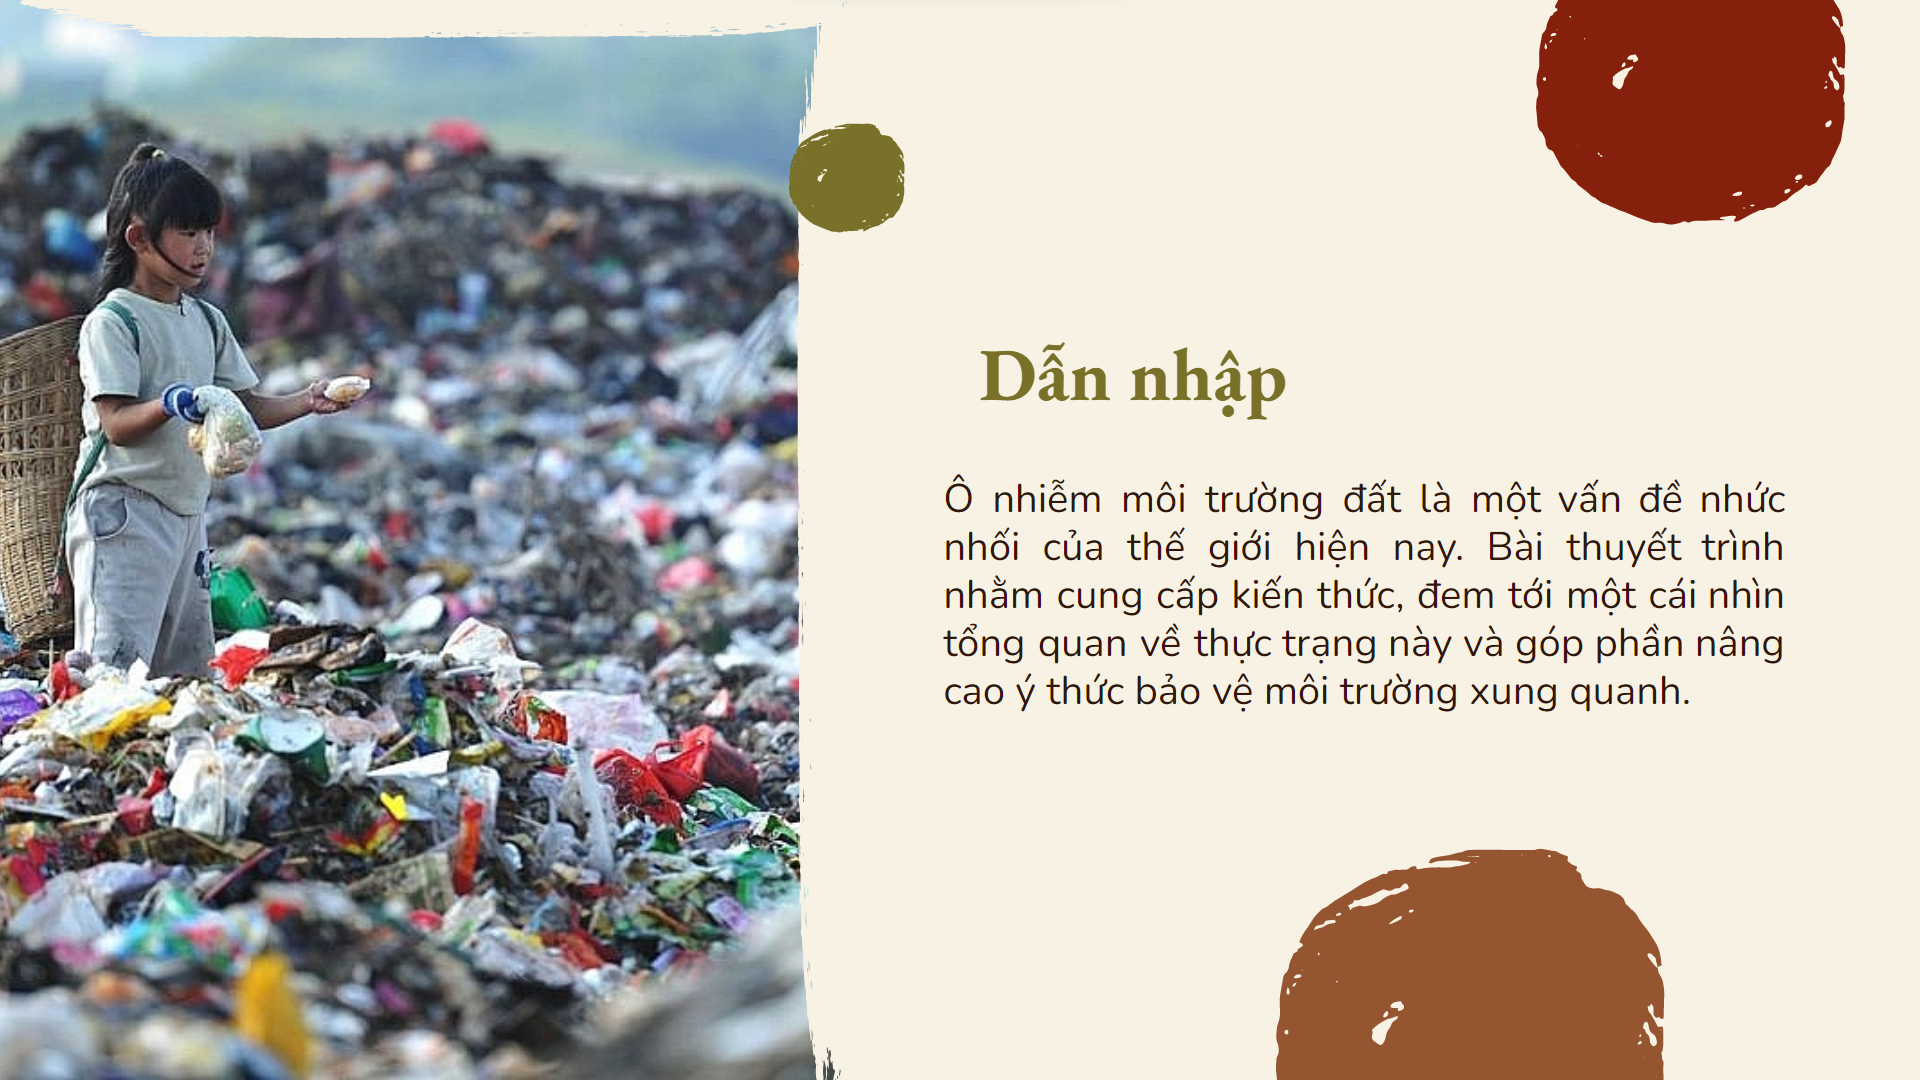 Dẫn nhập
Ô nhiễm môi trường đất là một vấn đề nhức
nhối của thế giới hiện nay. Bài thuyết trình
nhằm cung cấp kiến thức, đem tới một cái nhìn
tổng quan về thực trạng này và góp phần nâng
cao ý thức bảo vệ môi trường xung quanh.